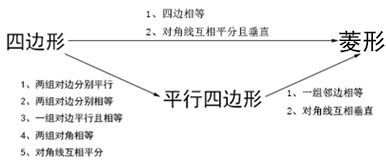 1、四边相等
2、对角线互相平分且垂直
四边形
菱形
1、两组对边分别平行
2、两组对边分别相等
3、一组对边平行且相等
4、两组对角相等
5、对角线互相平分
平行四边形
1、一组邻边相等
2、对角线互相垂直